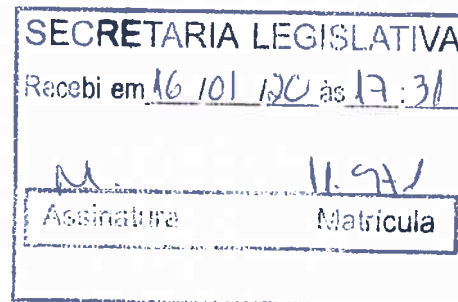 SECRETARIA LEGISLATIVA
Recebi em 16/01/20 às 17:31
M. 11.971
Assinatura Matrícula